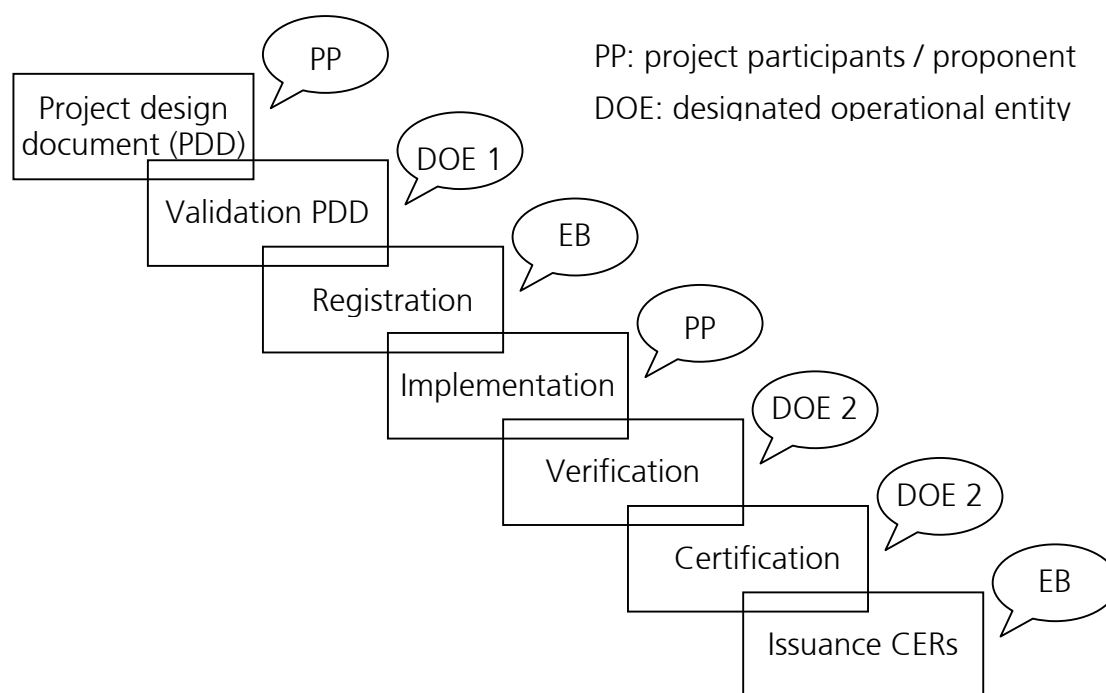 PP
PP: project participants / proponent
DOE: designated operational entity
Project design
document (PDD)
DOE 1
Validation PDD
EB
Registration
PP
Implementation
DOE 2
Verification
DOE 2
Certification
EB
Issuance CERs